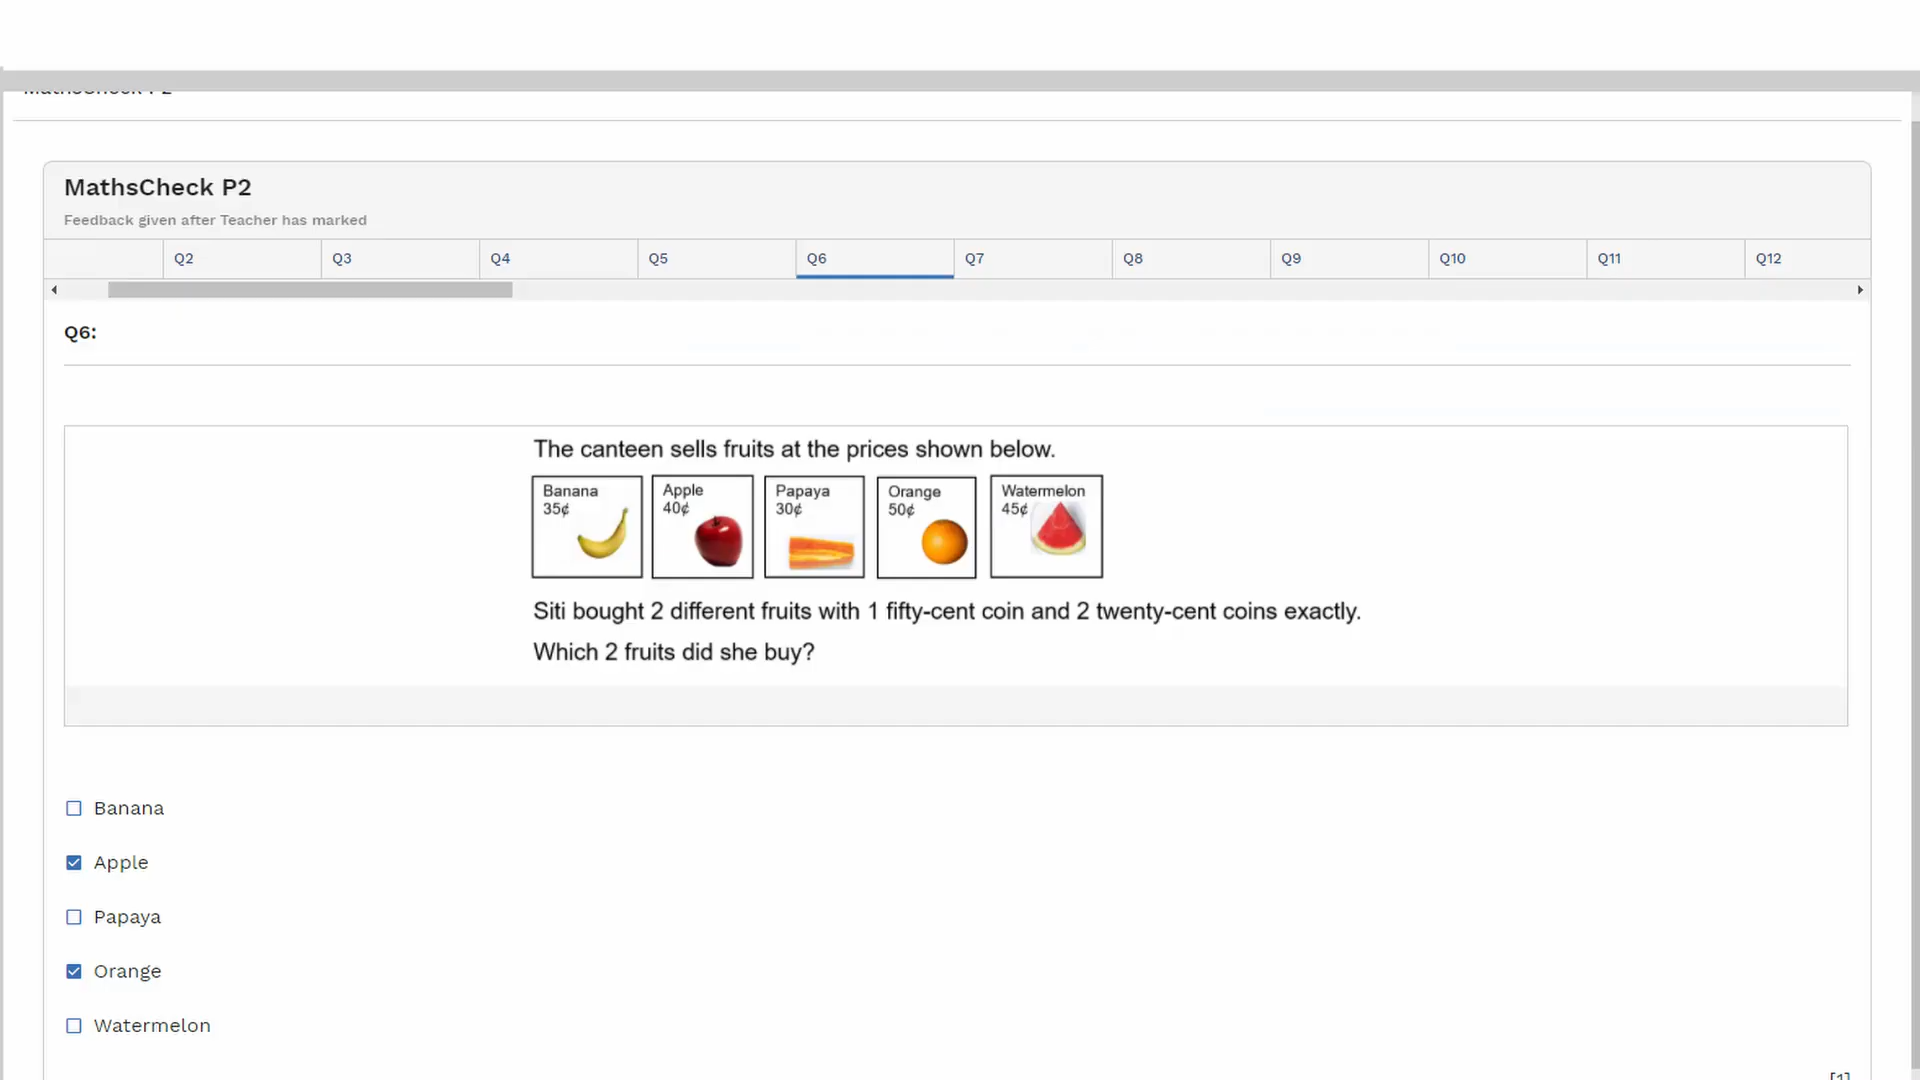 MathsCheck P2
MathsCheck P2
Feedback given after Teacher has marked
Q2 Q3 Q4 Q5 Q6 Q7 Q8 Q9 Q10 Q11 Q12
Q6:
The canteen sells fruits at the prices shown below.
Banana Apple Papaya Orange Watermelon
35¢ 40¢ 30¢ 50¢ 45¢
Siti bought 2 different fruits with 1 fifty-cent coin and 2 twenty-cent coins exactly.
Which 2 fruits did she buy?
Banana
Apple
Papaya
Orange
Watermelon
[1]